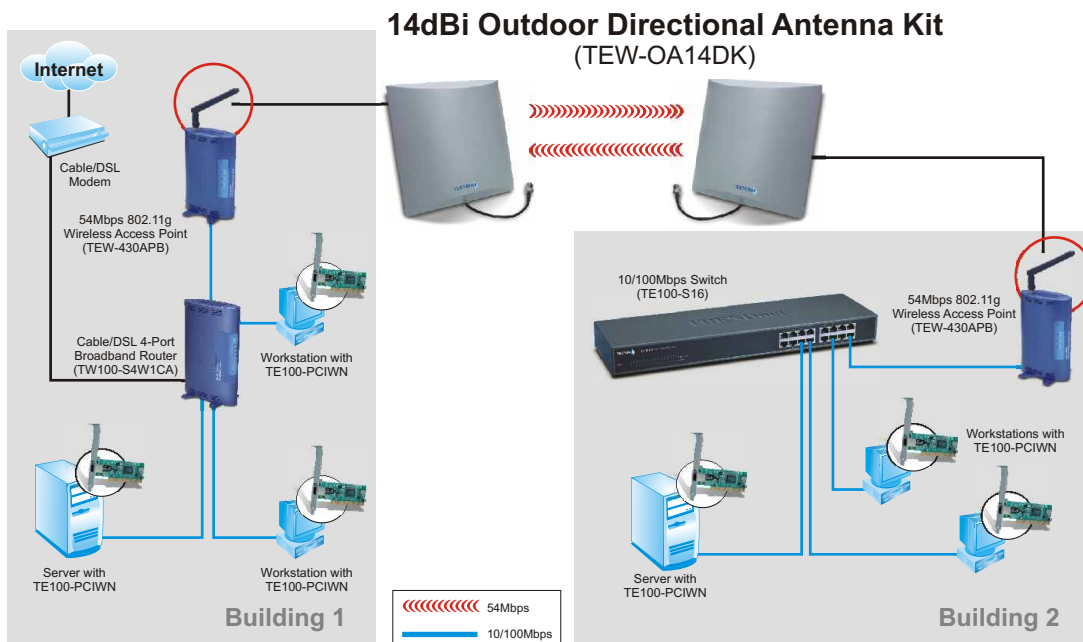 14dBi Outdoor Directional Antenna Kit
(TEW-OA14DK)
Internet
Cable/DSL
Modem
54Mbps 802.11g
Wireless Access Point
(TEW-430APB)
Cable/DSL 4-Port
Broadband Router
(TW100-S4W1CA)
Workstation with
TE100-PCIWN
Server with
TE100-PCIWN
Workstation with
TE100-PCIWN
Building 1
54Mbps
10/100Mbps
10/100Mbps Switch
(TE100-S16)
54Mbps 802.11g
Wireless Access Point
(TEW-430APB)
TRENDnet
Workstations with
TE100-PCIWN
Server with
TE100-PCIWN
Building 2